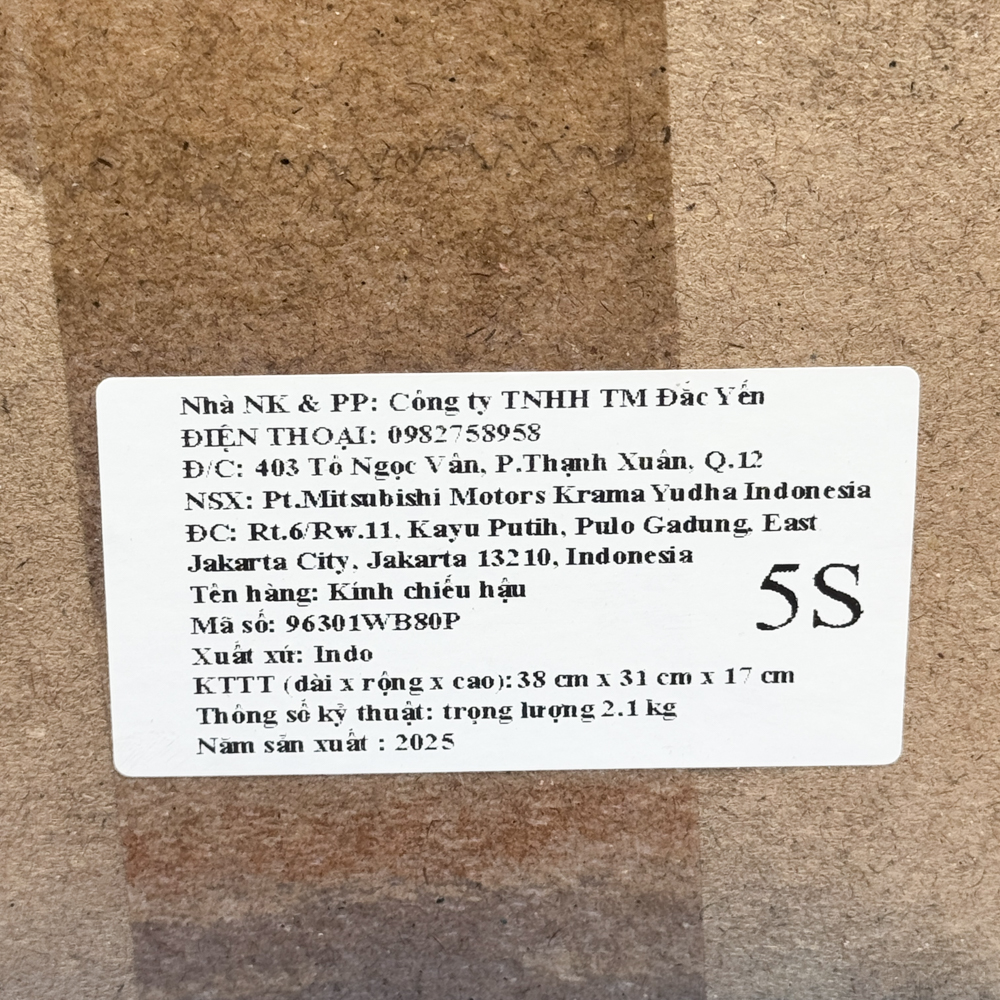 Nhà NK & PP: Công ty TNHH TM Đắc Yến
ĐIỆN THOẠI: 0982758958
Đ/C: 403 Tô Ngọc Vân, P.Thạnh Xuân, Q.12
NSX: Pt.Mitsubishi Motors Krama Yudha Indonesia
ĐC: Rt.6/Rw.11, Kayu Putih, Pulo Gadung, East
Jakarta City, Jakarta 13210, Indonesia
Tên hàng: Kính chiếu hậu
Mã số: 96301WB80P
5S
Xuất xứ: Indo
KTTT (dài x rộng x cao): 38 cm x 31 cm x 17 cm
Thông số kỹ thuật: trọng lượng 2.1 kg
Năm sản xuất : 2025